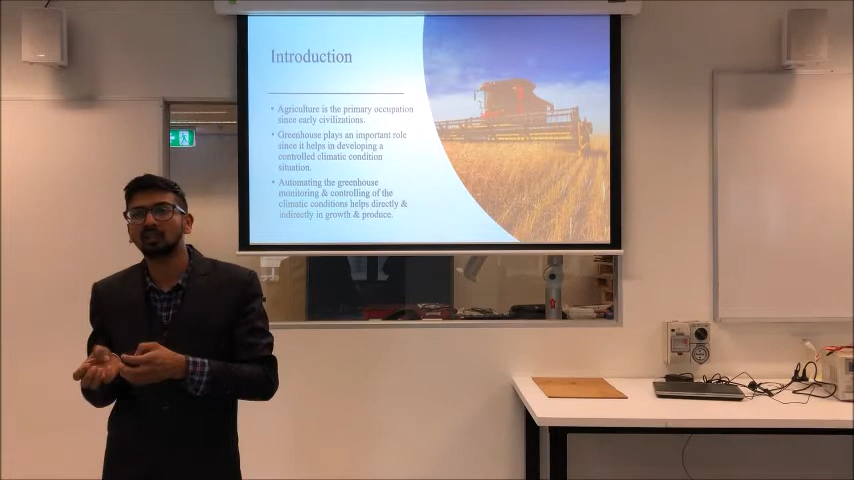 Introduction
• Agriculture is the primary occupation
since early civilizations.
• Greenhouse plays an important role
since it helps in developing a
controlled climatic condition
situation.
• Automating the greenhouse
monitoring & controlling of the
climatic conditions helps directly &
indirectly in growth & produce.